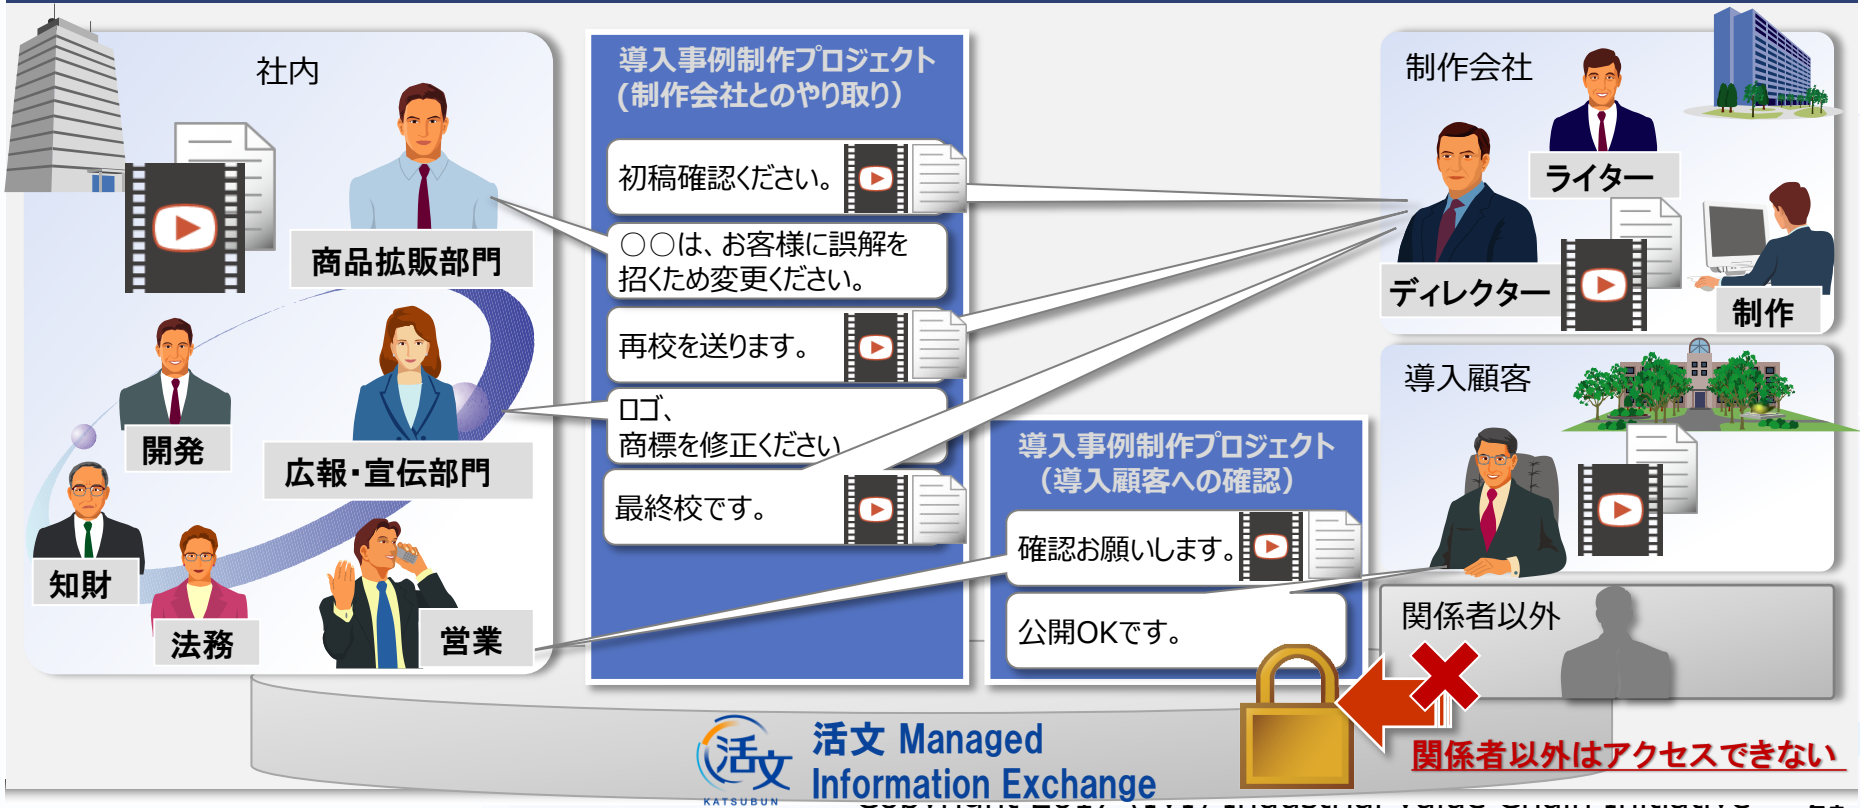 社内
商品拡販部門
開発
広報・宣伝部門
知財
法務
営業
導入事例制作プロジェクト
(制作会社とのやり取り)
初稿確認ください。
○○は、お客様に誤解を
招くため変更ください。
再校を送ります。
ロゴ、
商標を修正ください
最終校です。
導入事例制作プロジェクト
(導入顧客への確認)
確認お願いします。
公開OKです。
制作会社
ライター
ディレクター
制作
導入顧客
関係者以外
関係者以外はアクセスできない
活文
KATSUBUN
活文 Managed
Information Exchange